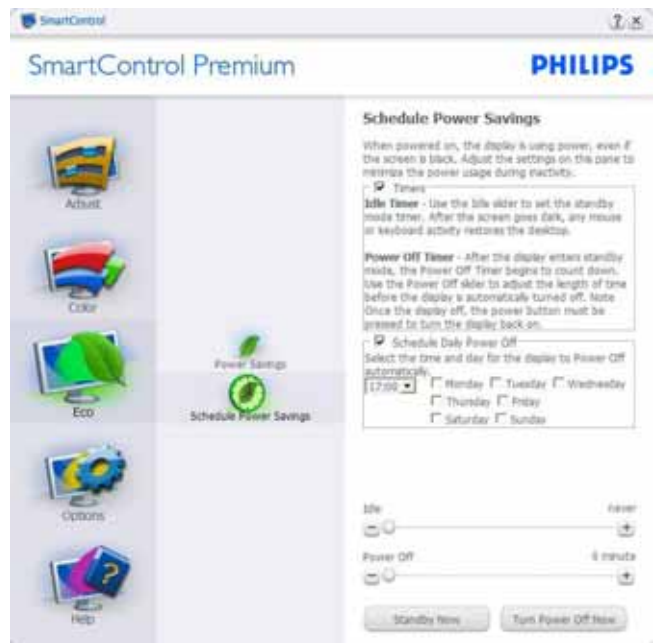 SmartControl
SmartControl Premium
PHILIPS
Adjust
Color
Eco
Options
Help
Power Savings
Schedule Power Savings
Schedule Power Savings
When powered on, the display is using power, even if
the screen is black. Adjust the settings on this pane to
minimize the power usage during inactivity.
Timers
Idle Timer - Use the Idle slider to set the standby
mode timer. After the screen goes dark, any mouse
or keyboard activity restores the desktop.
Power Off Timer - After the display enters standby
mode, the Power Off Timer begins to count down.
Use the Power Off slider to adjust the length of time
before the display is automatically turned off. Note
Once the display off, the power button must be
pressed to turn the display back on.
Schedule Daily Power Off
Select the time and day for the display to Power Off
automatically.
17:00 Monday Tuesday Wednesday
Thursday Friday
Saturday Sunday
Idle never
Power Off minute
Standby Now Turn Power Off Now